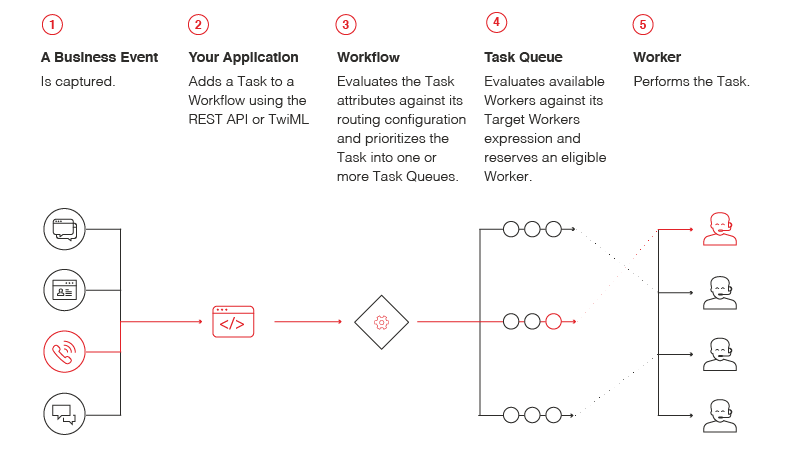 1
A Business Event
Is captured.
2
Your Application
Adds a Task to a
Workflow using the
REST API or TwiML
3
Workflow
Evaluates the Task
attributes against its
routing configuration
and prioritizes the
Task into one or
more Task Queues.
4
Task Queue
Evaluates available
Workers against its
Target Workers
expression and
reserves an eligible
Worker.
5
Worker
Performs the Task.
</>